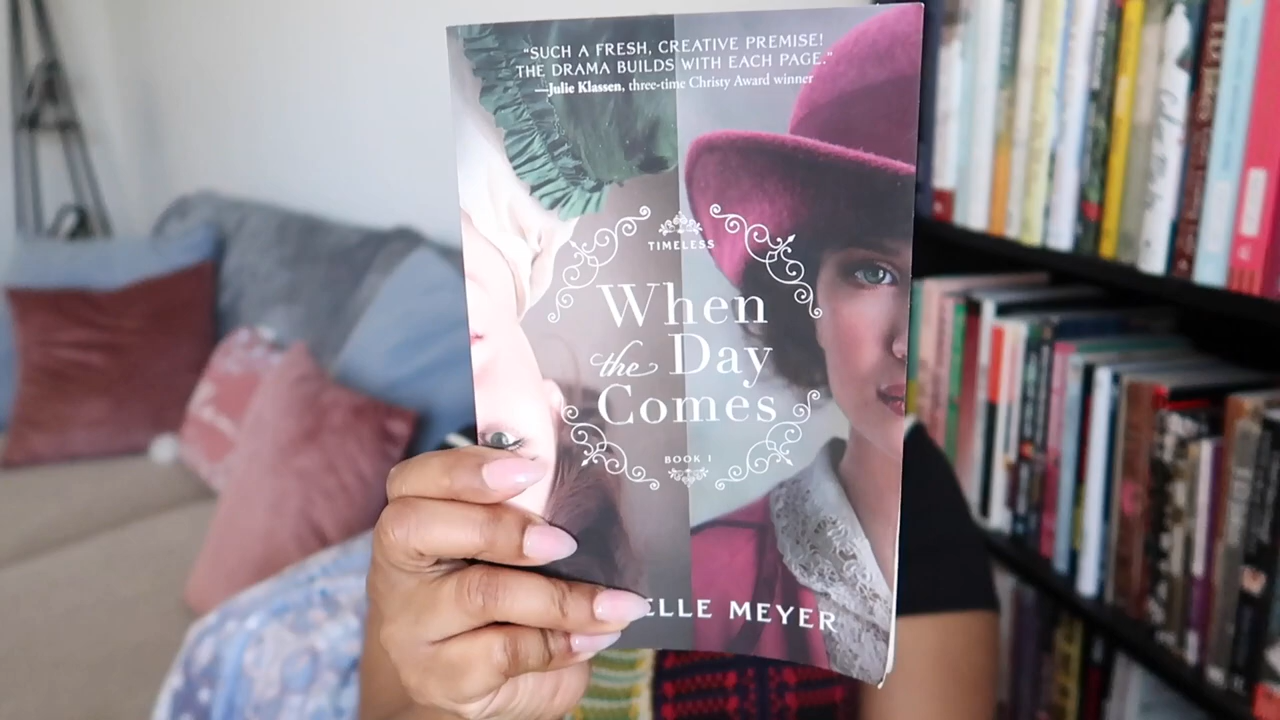 “SUCH A FRESH, CREATIVE PREMISE!
THE DRAMA BUILDS WITH EACH PAGE.”
—Julie Klassen, three-time Christy Award winner
TIMELESS
When
the Day
Comes
BOOK 1
ELLE MEYER